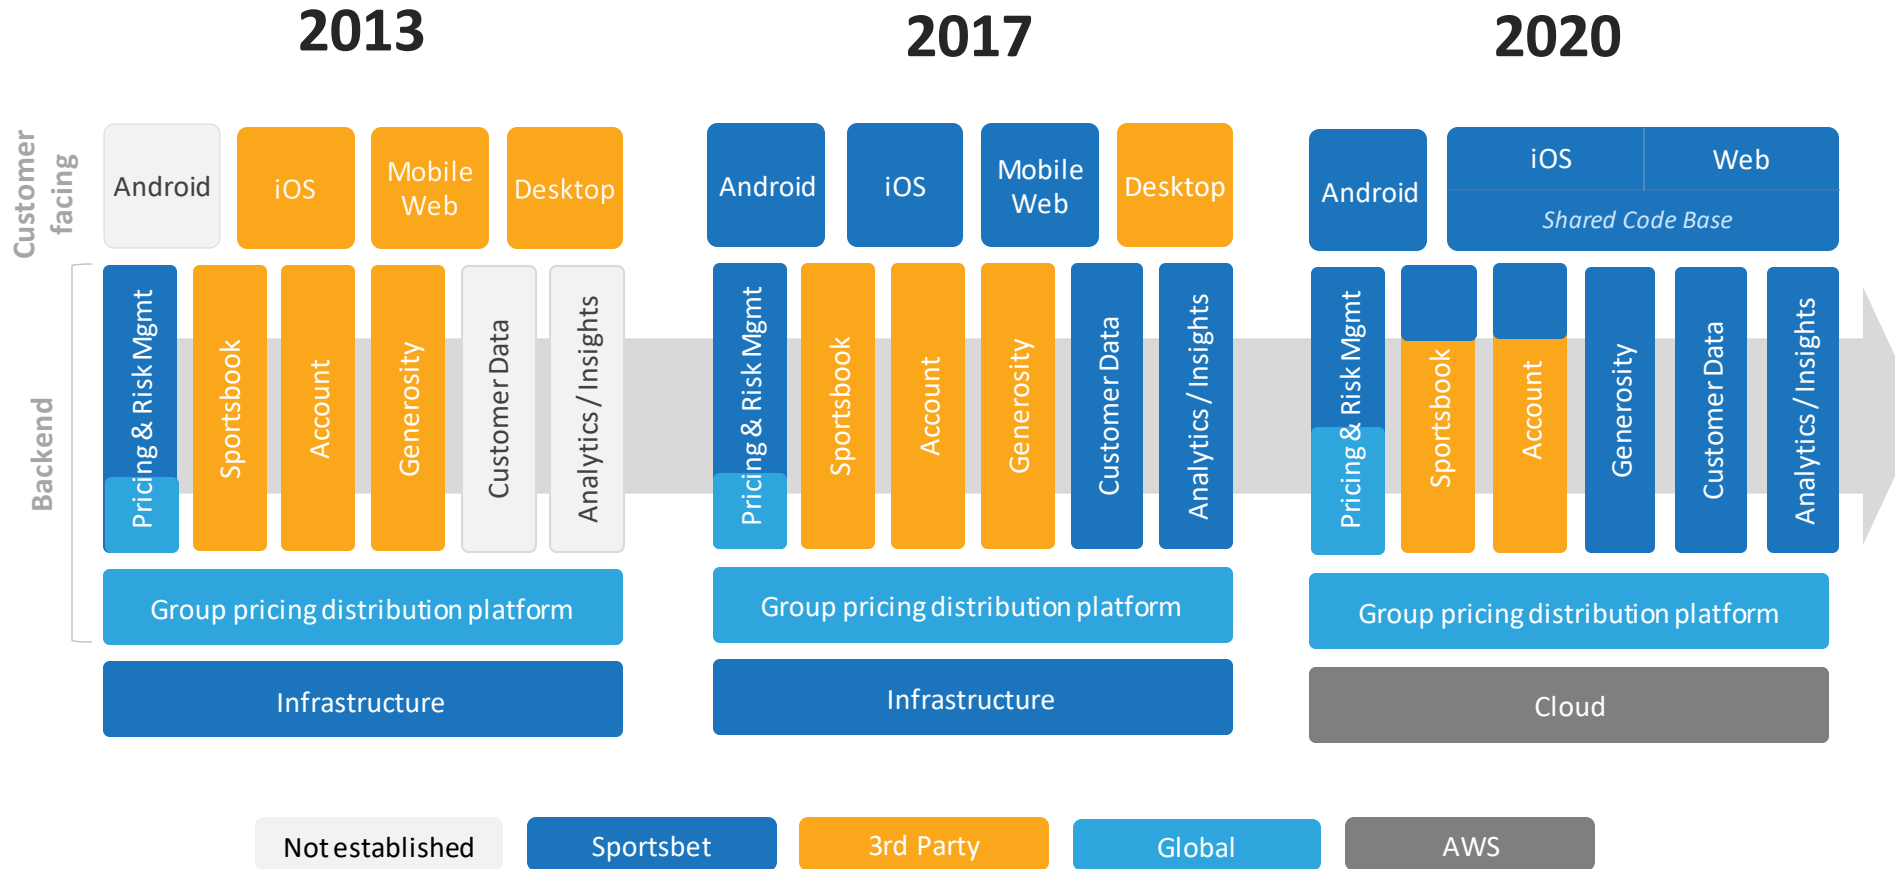 2013
2017
2020
Customer
facing
Backend
Android
iOS
Mobile
Web
Desktop
Pricing & Risk Mgmt
Sportsbook
Account
Generosity
Customer Data
Analytics / Insights
Group pricing distribution platform
Infrastructure
Android
iOS
Mobile
Web
Desktop
Pricing & Risk Mgmt
Sportsbook
Account
Generosity
Customer Data
Analytics / Insights
Group pricing distribution platform
Infrastructure
Android
iOS
Web
Shared Code Base
Pricing & Risk Mgmt
Sportsbook
Account
Generosity
Customer Data
Analytics / Insights
Group pricing distribution platform
Cloud
Not established
Sportsbet
3rd Party
Global
AWS